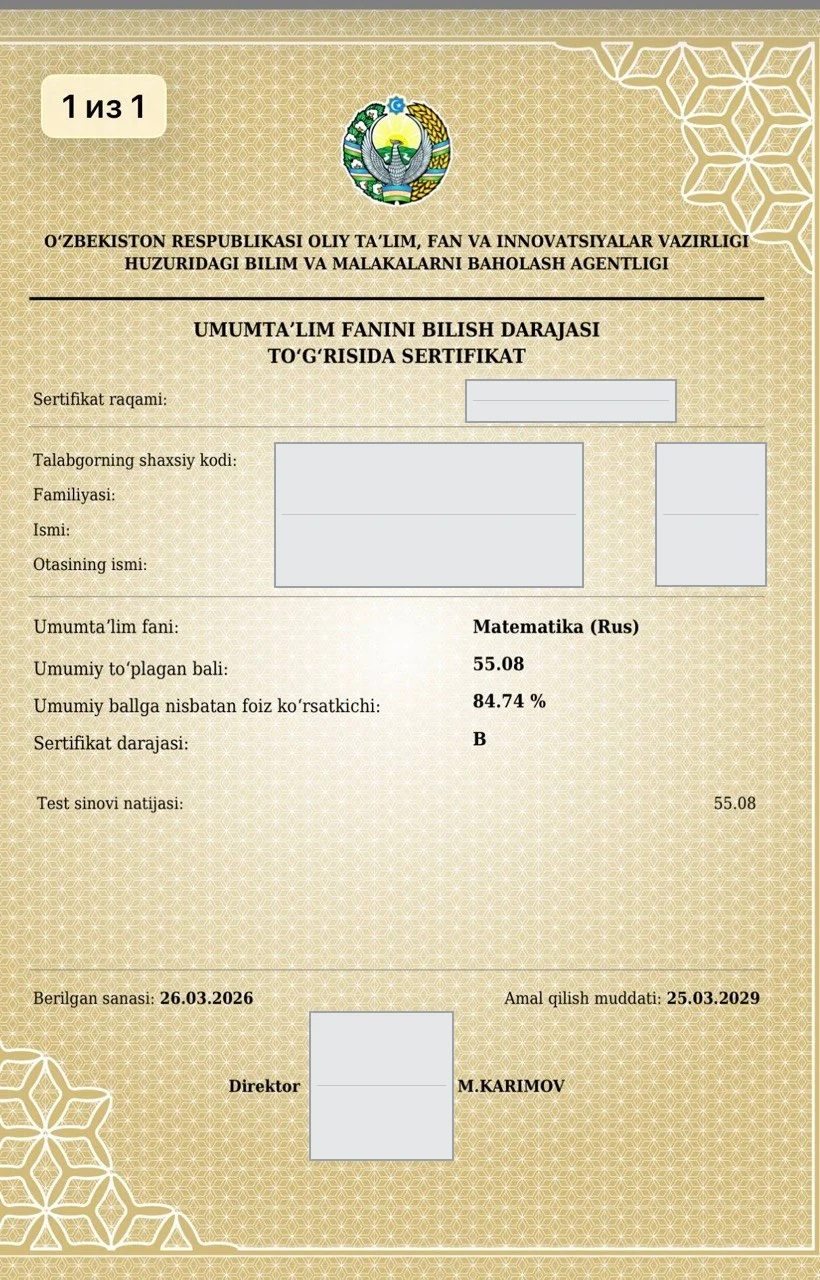 1 из 1
O‘ZBEKISTON RESPUBLIKASI OLIY TA’LIM, FAN VA INNOVATSIYALAR VAZIRLIGI
HUZURIDAGI BILIM VA MALAKALARNI BAHOLASH AGENTLIGI
UMUMTA’LIM FANINI BILISH DARAJASI
TO‘G‘RISIDA SERTIFIKAT
Sertifikat raqami:
Talabgorning shaxsiy kodi:
Familiyasi:
Ismi:
Otasining ismi:
Umumta’lim fani: Matematika (Rus)
Umumiy to‘plagan bali: 55.08
Umumiy ballga nisbatan foiz ko‘rsatkichi: 84.74 %
Sertifikat darajasi: B
Test sinovi natijasi: 55.08
Berilgan sanasi: 26.03.2026 Amal qilish muddati: 25.03.2029
Direktor M.KARIMOV